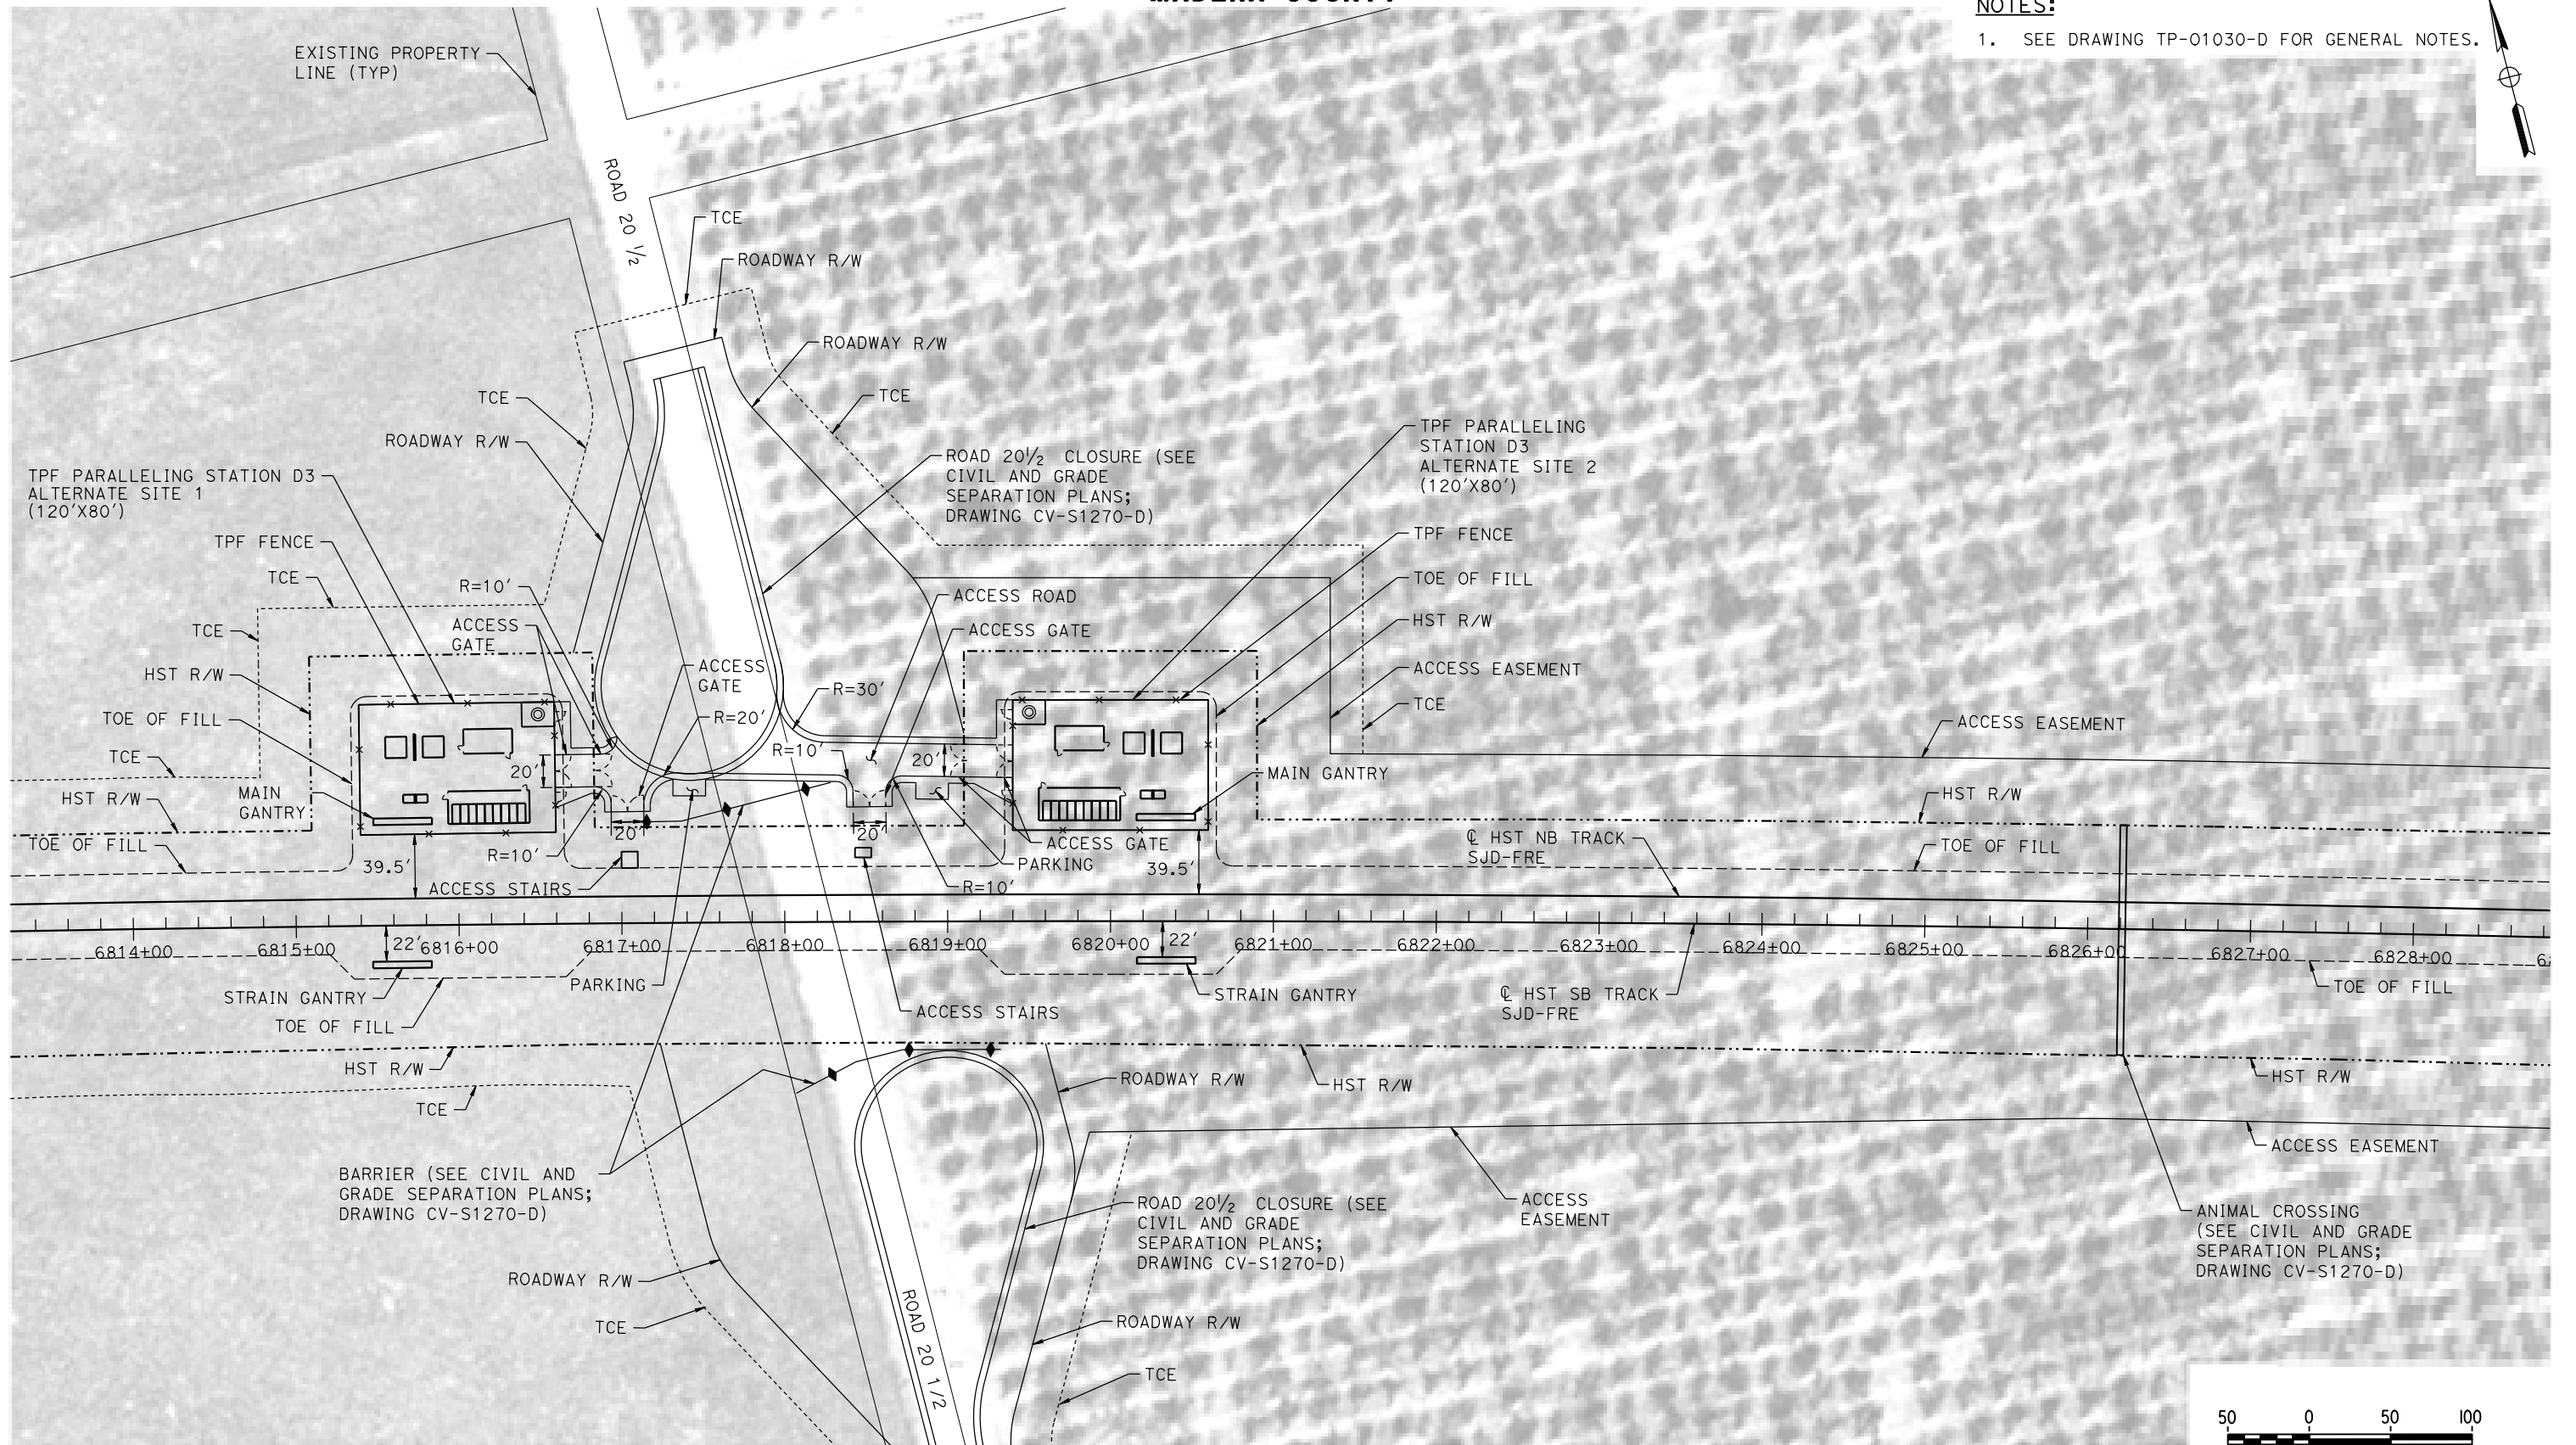 NOTES:
1. SEE DRAWING TP-01030-D FOR GENERAL NOTES.
EXISTING PROPERTY
LINE (TYP)
ROAD 20 ½
TCE
ROADWAY R/W
ROADWAY R/W
TCE
TCE
ROADWAY R/W
TPF PARALLELING STATION D3
ALTERNATE SITE 1
(120'X80')
TPF FENCE
TCE
R=10'
ACCESS
GATE
TCE
HST R/W
TOE OF FILL
TCE
HST R/W
MAIN
GANTRY
TOE OF FILL
ROAD 20½ CLOSURE (SEE
CIVIL AND GRADE
SEPARATION PLANS;
DRAWING CV-S1270-D)
TPF PARALLELING
STATION D3
ALTERNATE SITE 2
(120'X80')
TPF FENCE
TOE OF FILL
HST R/W
ACCESS EASEMENT
TCE
ACCESS ROAD
ACCESS GATE
ACCESS
GATE
R=30'
R=20'
R=10'
20'
20'
20'
20'
R=10'
39.5'
ACCESS STAIRS
MAIN GANTRY
ACCESS GATE
PARKING
39.5'
R=10'
ACCESS EASEMENT
HST R/W
℄ HST NB TRACK
SJD-FRE
TOE OF FILL
6814+00
6815+00
22'
6816+00
6817+00
6818+00
6819+00
6820+00
22'
6821+00
6822+00
6823+00
6824+00
6825+00
6826+00
6827+00
6828+00
STRAIN GANTRY
TOE OF FILL
PARKING
ACCESS STAIRS
STRAIN GANTRY
℄ HST SB TRACK
SJD-FRE
TOE OF FILL
HST R/W
TCE
ROADWAY R/W
HST R/W
HST R/W
ACCESS EASEMENT
BARRIER (SEE CIVIL AND
GRADE SEPARATION PLANS;
DRAWING CV-S1270-D)
ROAD 20½ CLOSURE (SEE
CIVIL AND GRADE
SEPARATION PLANS;
DRAWING CV-S1270-D)
ACCESS
EASEMENT
ANIMAL CROSSING
(SEE CIVIL AND GRADE
SEPARATION PLANS;
DRAWING CV-S1270-D)
ROADWAY R/W
TCE
ROAD 20 1/2
ROADWAY R/W
TCE
50 0 50 100